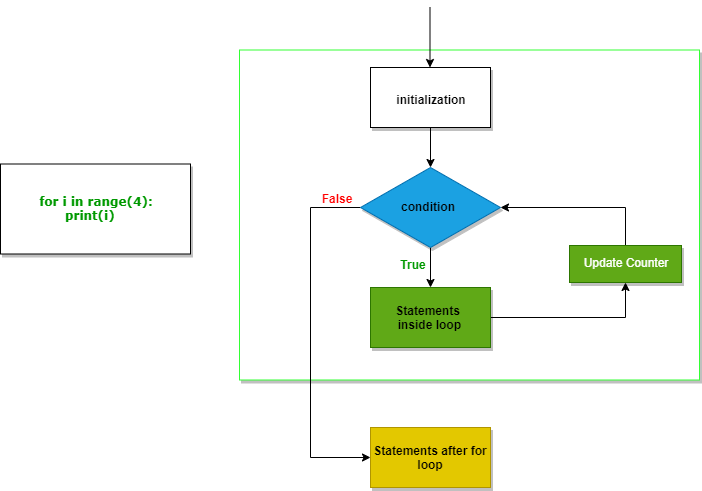 initialization
for i in range(4):
print(i)
False
condition
True
Update Counter
Statements
inside loop
Statements after for
loop